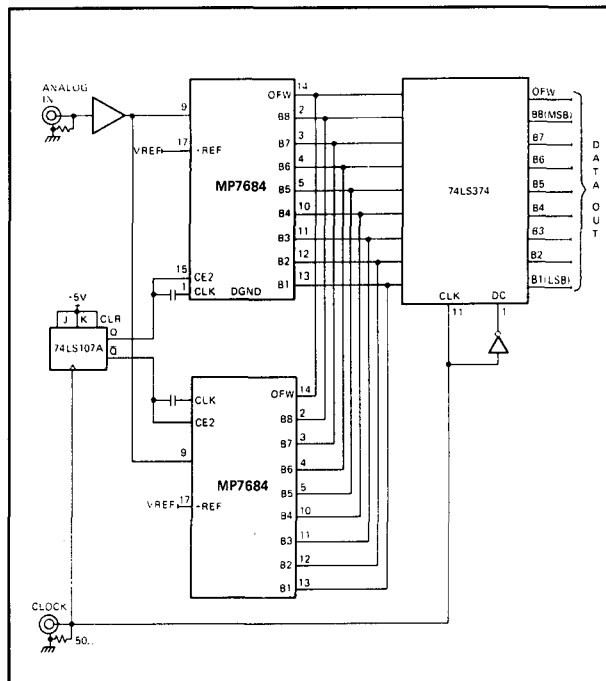 ANALOG
IN
9
VREF
17
+REF
MP7684
15
CE2
1
CLK
DGND
OFW
14
B8
2
B7
3
B6
4
B5
5
B4
10
B3
11
B2
12
B1
13
74LS374
CLK
11
OC
1
OFW
B8(MSB)
B7
B6
B5
B4
B3
B2
B1(LSB)
DATA OUT
-5V
J K CLR
74LS107A
Q
Q
CLK
CE2
9
VREF
17
+REF
MP7684
OFW
14
B8
2
B7
3
B6
4
B5
5
B4
10
B3
11
B2
12
B1
13
CLOCK
50..